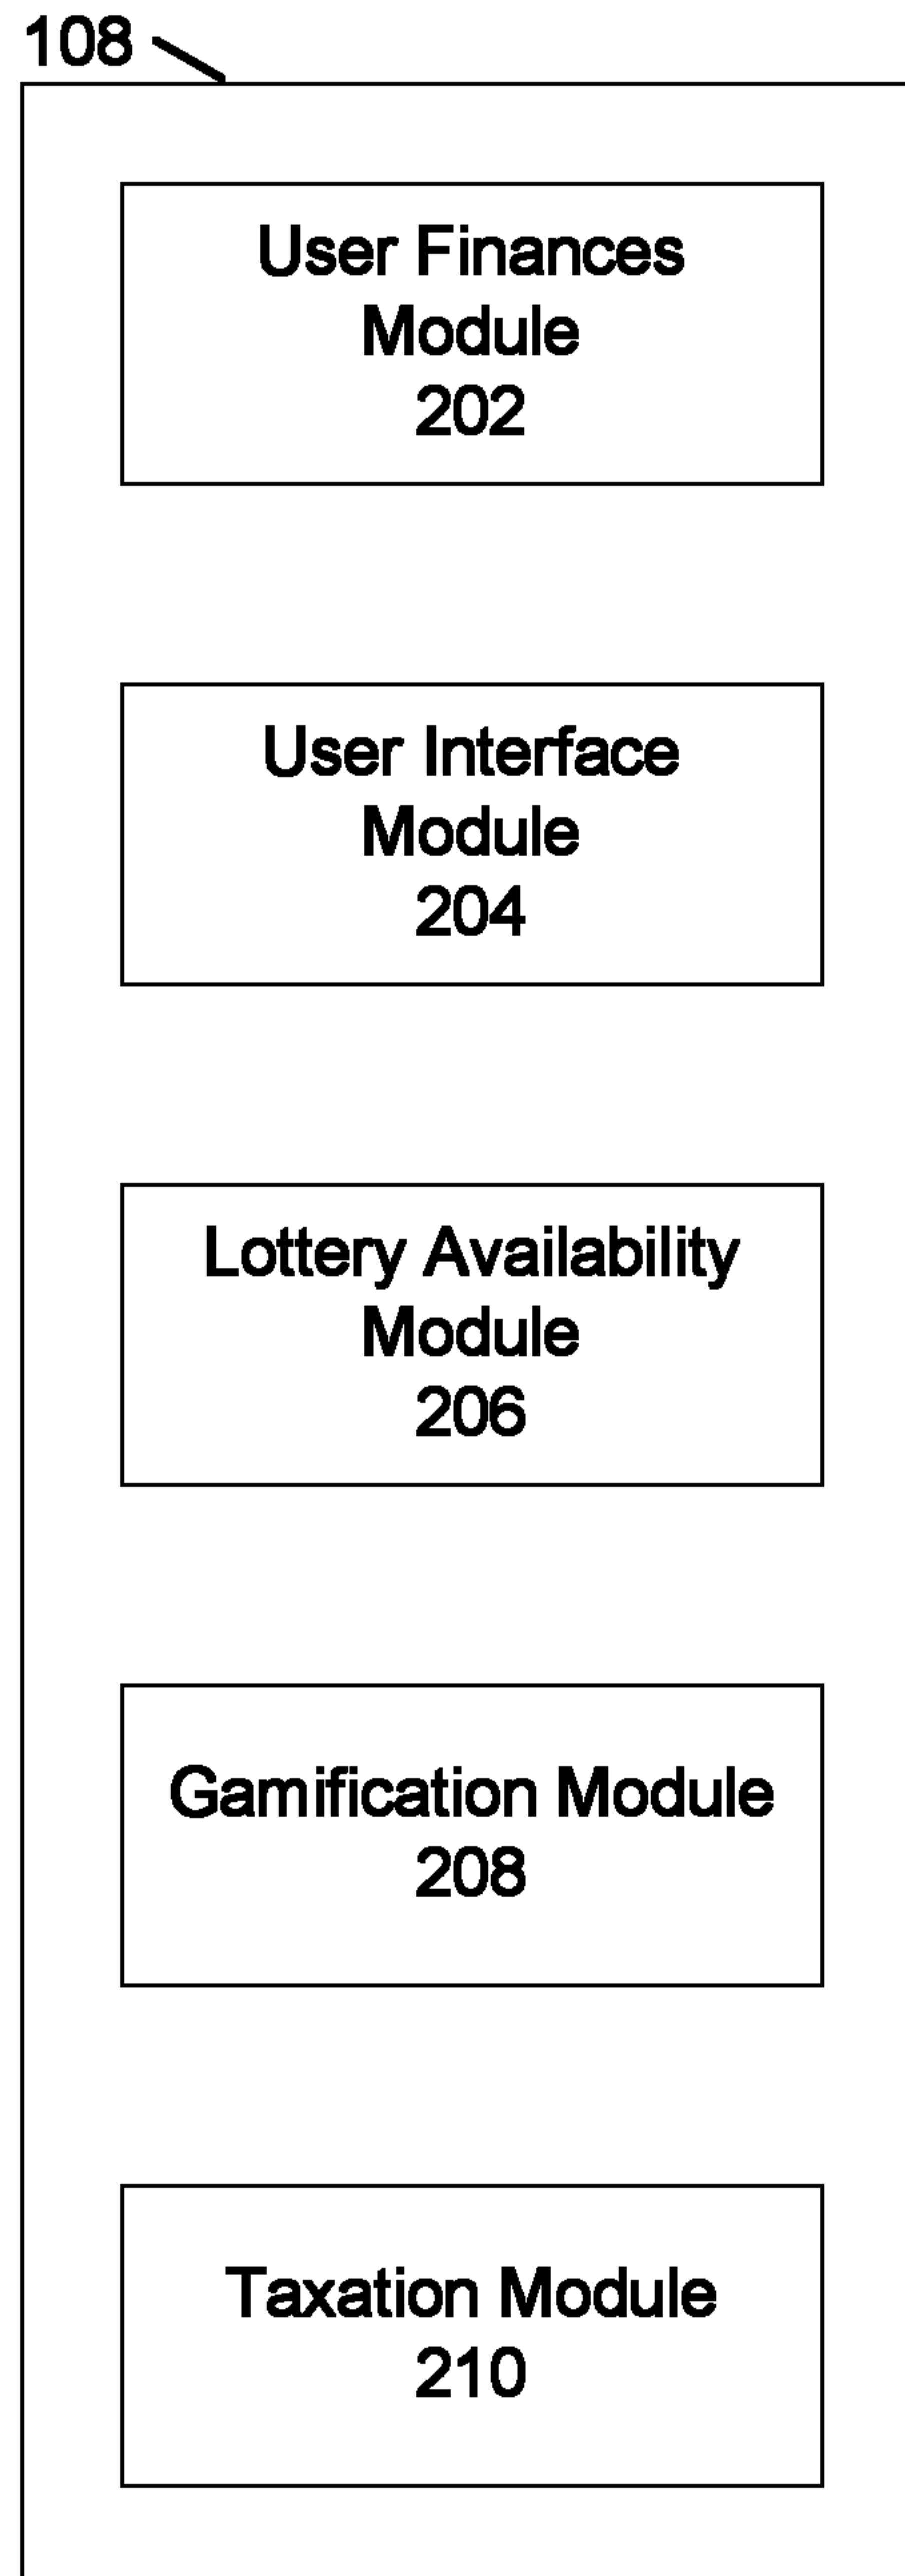 108
User Finances
Module
202
User Interface
Module
204
Lottery Availability
Module
206
Gamification Module
208
Taxation Module
210